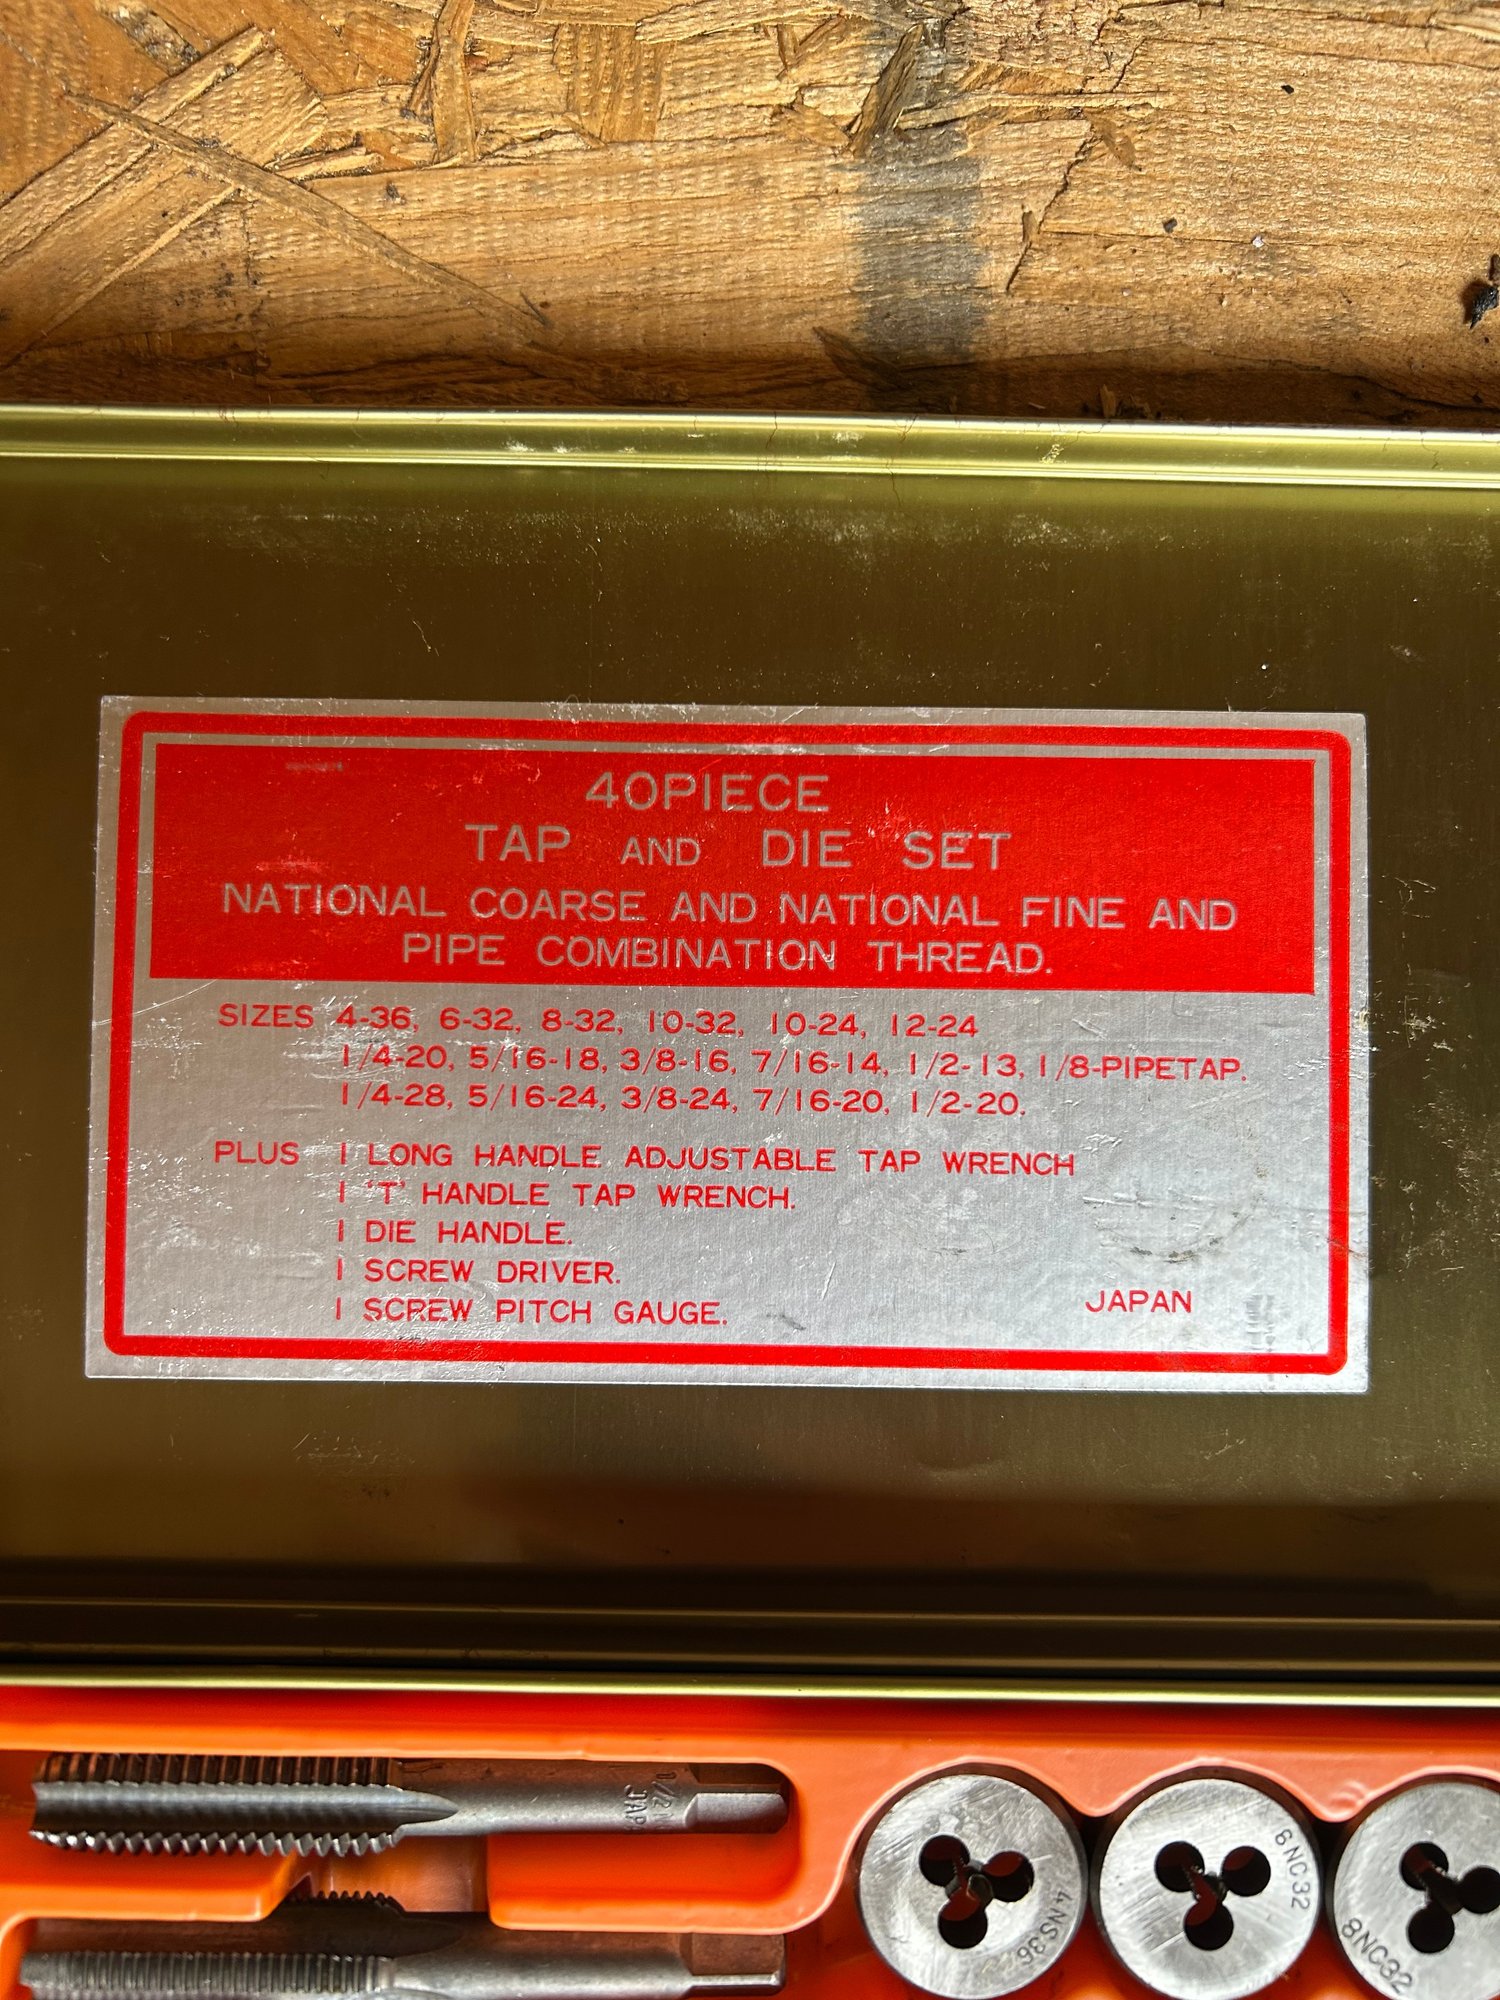 40PIECE
TAP AND DIE SET
NATIONAL COARSE AND NATIONAL FINE AND
PIPE COMBINATION THREAD.
SIZES 4-36, 6-32, 8-32, 10-32, 10-24, 12-24
1/4-20, 5/16-18, 3/8-16, 7/16-14, 1/2-13, 1/8-PIPETAP.
1/4-28, 5/16-24, 3/8-24, 7/16-20, 1/2-20.
PLUS 1 LONG HANDLE ADJUSTABLE TAP WRENCH
1 'T' HANDLE TAP WRENCH.
1 DIE HANDLE.
1 SCREW DRIVER.
1 SCREW PITCH GAUGE.
JAPAN
1/2
4NS36
6NC32
8NC32